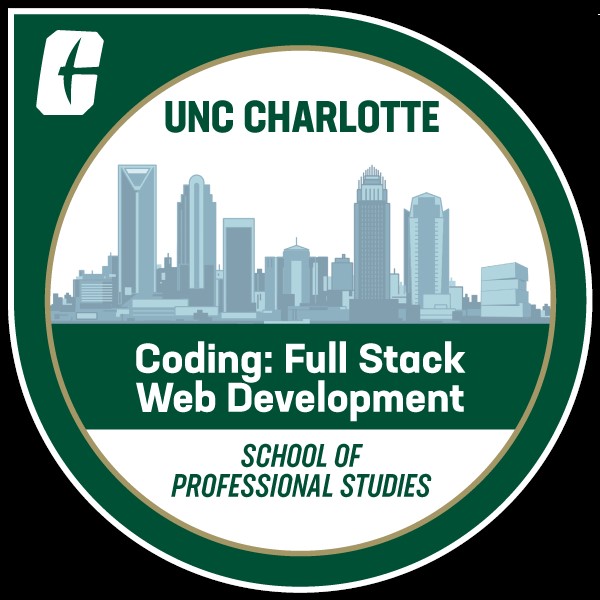 UNC CHARLOTTE
Coding: Full Stack
Web Development
SCHOOL OF
PROFESSIONAL STUDIES